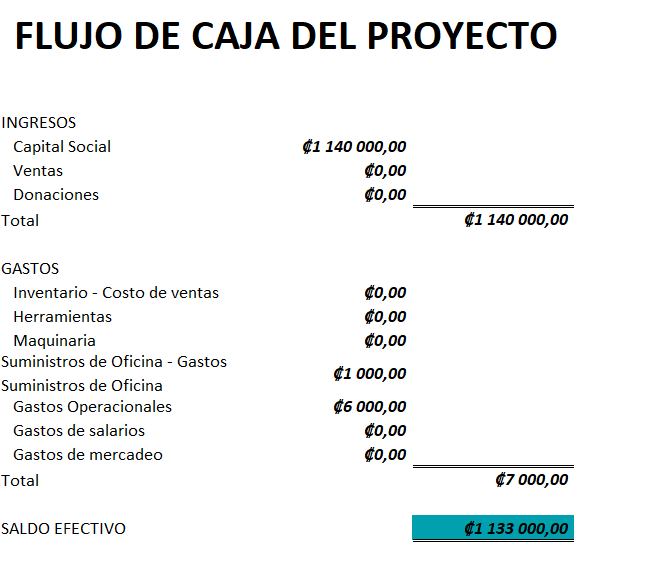 FLUJO DE CAJA DEL PROYECTO
INGRESOS
Capital Social ₡1 140 000,00
Ventas ₡0,00
Donaciones ₡0,00
Total ₡1 140 000,00
GASTOS
Inventario - Costo de ventas ₡0,00
Herramientas ₡0,00
Maquinaria ₡0,00
Suministros de Oficina - Gastos
Suministros de Oficina ₡1 000,00
Gastos Operacionales ₡6 000,00
Gastos de salarios ₡0,00
Gastos de mercadeo ₡0,00
Total ₡7 000,00
SALDO EFECTIVO ₡1 133 000,00